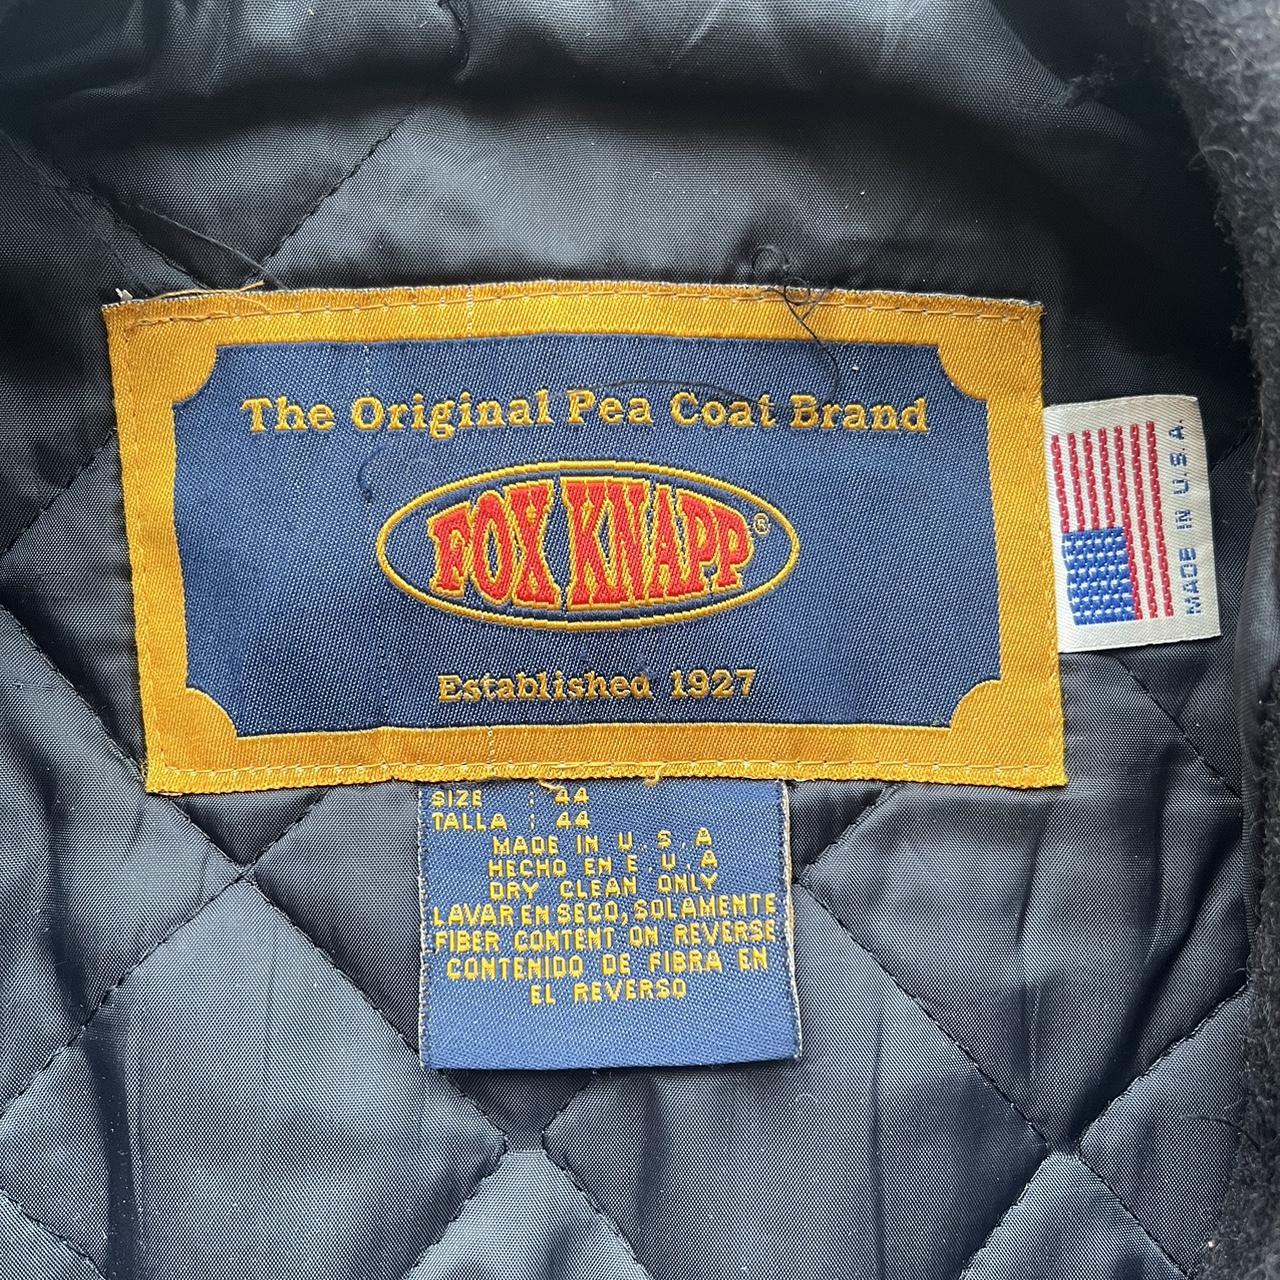 The Original Pea Coat Brand
FOX KNAPP®
Established 1927
MADE IN U.S.A.
SIZE : 44
TALLA : 44
MADE IN U.S.A
HECHO EN E.U.A
DRY CLEAN ONLY
LAVAR EN SECO, SOLAMENTE
FIBER CONTENT ON REVERSE
CONTENIDO DE FIBRA EN
EL REVERSO